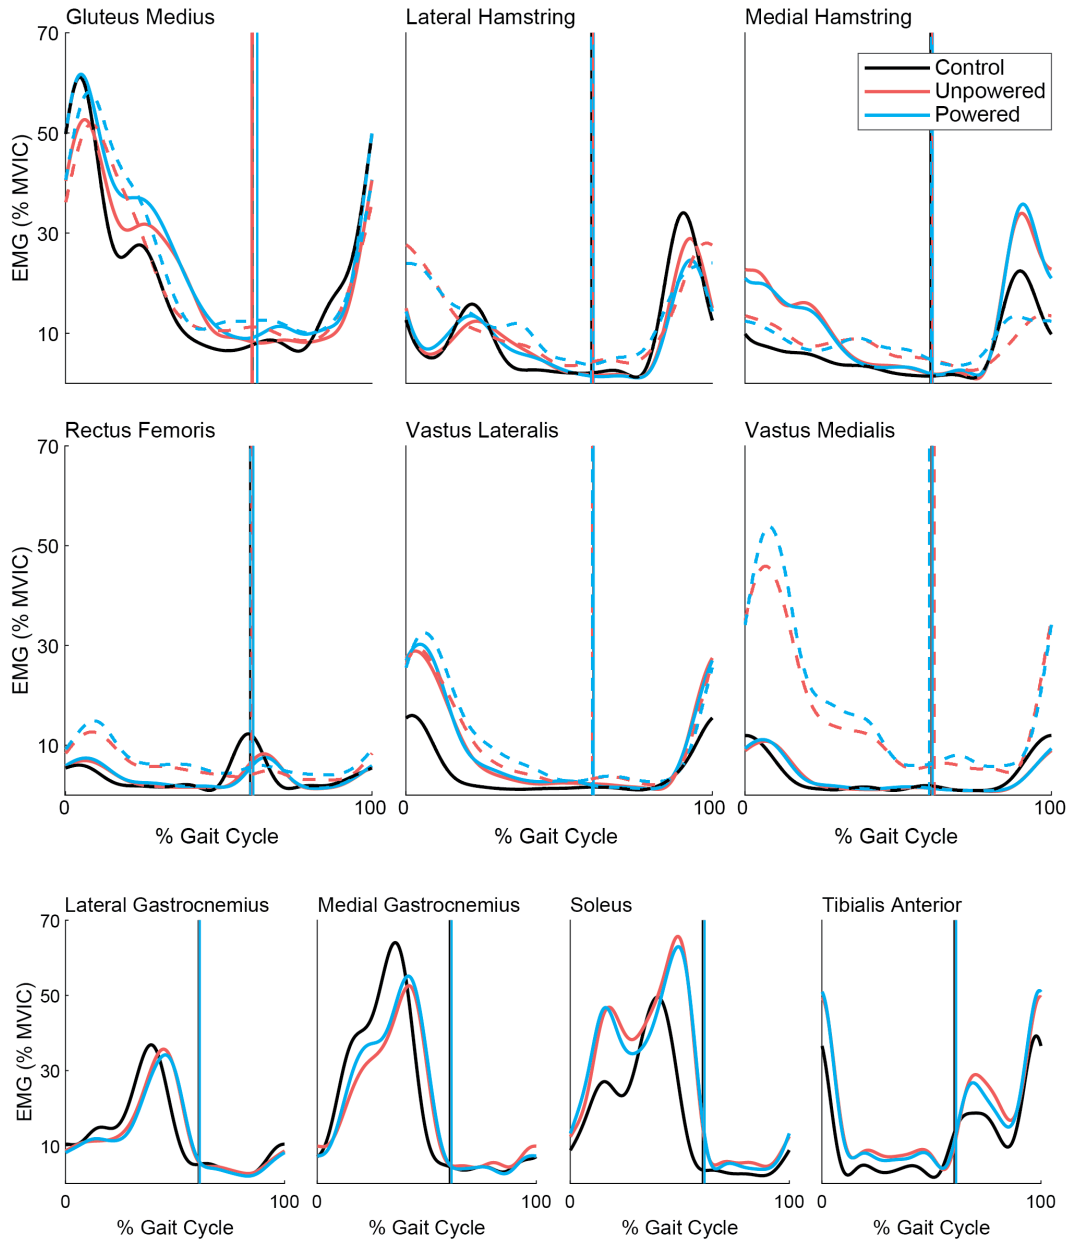 Gluteus Medius
Lateral Hamstring
Medial Hamstring
70
50
30
10
EMG (% MVIC)
Control
Unpowered
Powered
Rectus Femoris
Vastus Lateralis
Vastus Medialis
70
50
30
10
EMG (% MVIC)
0 100
0 100
0 100
% Gait Cycle
% Gait Cycle
% Gait Cycle
Lateral Gastrocnemius
Medial Gastrocnemius
Soleus
Tibialis Anterior
70
50
30
10
EMG (% MVIC)
0 100
0 100
0 100
0 100
% Gait Cycle
% Gait Cycle
% Gait Cycle
% Gait Cycle